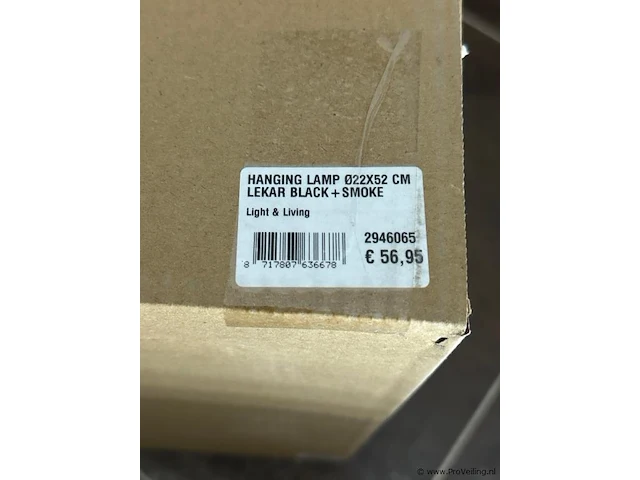 HANGING LAMP Ø22X52 CM
LEKAR BLACK+SMOKE
Light & Living
2946065
8 717807 636678
€ 56,95
© www.ProVeiling.nl